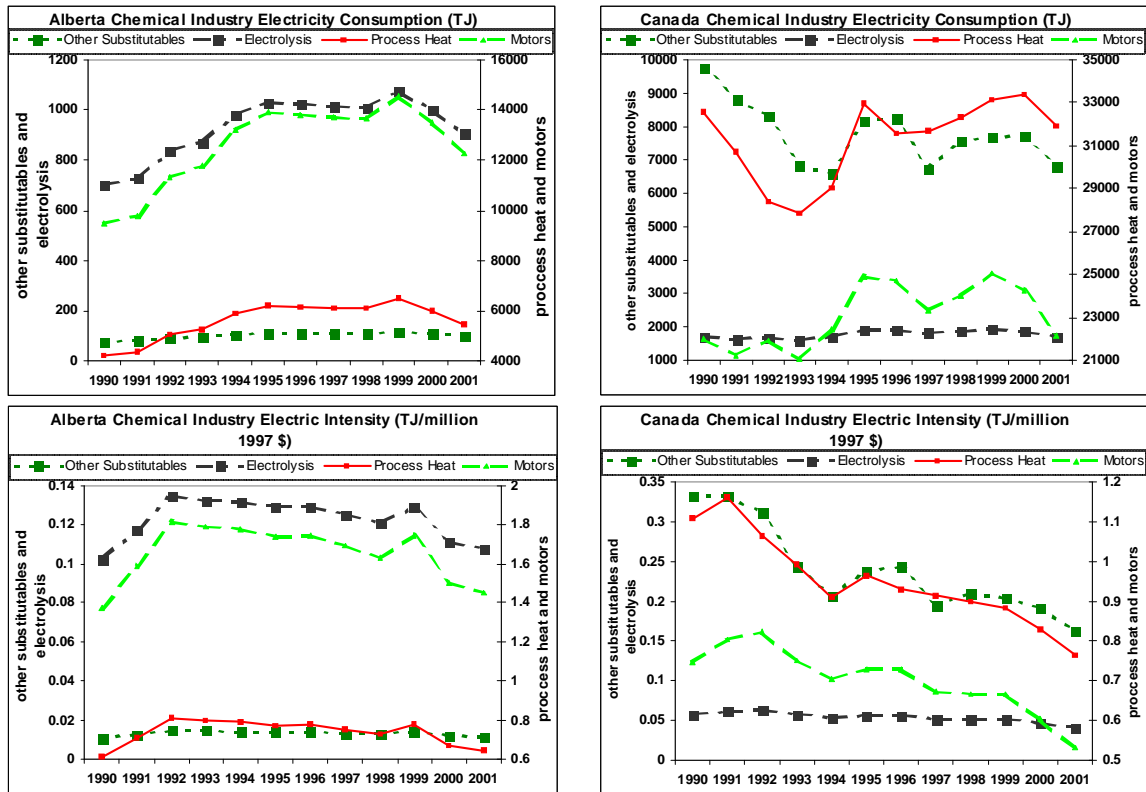 Alberta Chemical Industry Electricity Consumption (TJ)
Other Substitutables Electrolysis Process Heat Motors
1200
1000
800
600
400
200
0
other substitutables and
electrolysis
16000
14000
12000
10000
8000
6000
4000
proccess heat and motors
1990 1991 1992 1993 1994 1995 1996 1997 1998 1999 2000 2001
Canada Chemical Industry Electricity Consumption (TJ)
Other Substitutables Electrolysis Process Heat Motors
10000
9000
8000
7000
6000
5000
4000
3000
2000
1000
other substitutables and electrolysis
35000
33000
31000
29000
27000
25000
23000
21000
proccess heat and motors
1990 1991 1992 1993 1994 1995 1996 1997 1998 1999 2000 2001
Alberta Chemical Industry Electric Intensity (TJ/million
1997 $)
Other Substitutables Electrolysis Process Heat Motors
0.14
0.12
0.1
0.08
0.06
0.04
0.02
0
other substitutables and
electrolysis
2
1.8
1.6
1.4
1.2
1
0.8
0.6
proccess heat and motors
1990 1991 1992 1993 1994 1995 1996 1997 1998 1999 2000 2001
Canada Chemical Industry Electric Intensity (TJ/million
1997 $)
Other Substitutables Electrolysis Process Heat Motors
0.35
0.3
0.25
0.2
0.15
0.1
0.05
0
other substitutables and
electrolysis
1.2
1.1
1
0.9
0.8
0.7
0.6
0.5
proccess heat and motors
1990 1991 1992 1993 1994 1995 1996 1997 1998 1999 2000 2001